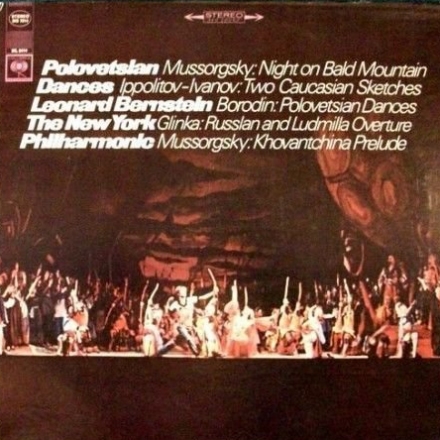 STEREO
Polovetsian Mussorgsky: Night on Bald Mountain
Dances Ippolitov-Ivanov: Two Caucasian Sketches
Leonard Bernstein Borodin: Polovetsian Dances
The New York Glinka: Russlan and Ludmilla Overture
Philharmonic Mussorgsky: Khovantchina Prelude